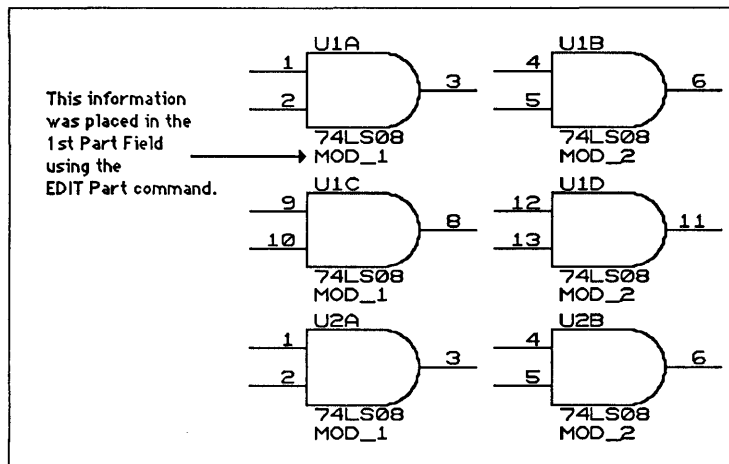 This information
was placed in the
1st Part Field
using the
EDIT Part command.
U1A
1
2
3
74LS08
MOD_1
U1B
4
5
6
74LS08
MOD_2
U1C
9
10
8
74LS08
MOD_1
U1D
12
13
11
74LS08
MOD_2
U2A
1
2
3
74LS08
MOD_1
U2B
4
5
6
74LS08
MOD_2